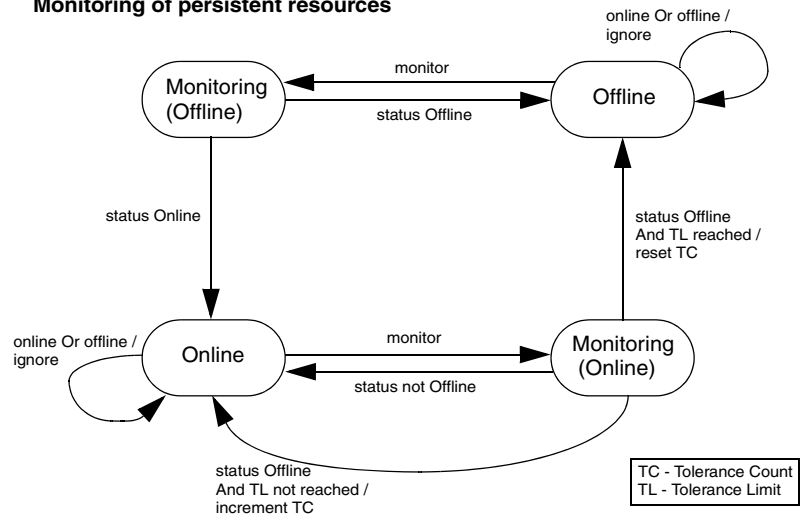 Monitoring of persistent resources
online Or offline /
ignore
monitor
Monitoring
(Offline)
Offline
status Offline
status Online
status Offline
And TL reached /
reset TC
online Or offline /
ignore
Online
monitor
Monitoring
(Online)
status not Offline
status Offline
And TL not reached /
increment TC
TC - Tolerance Count
TL - Tolerance Limit